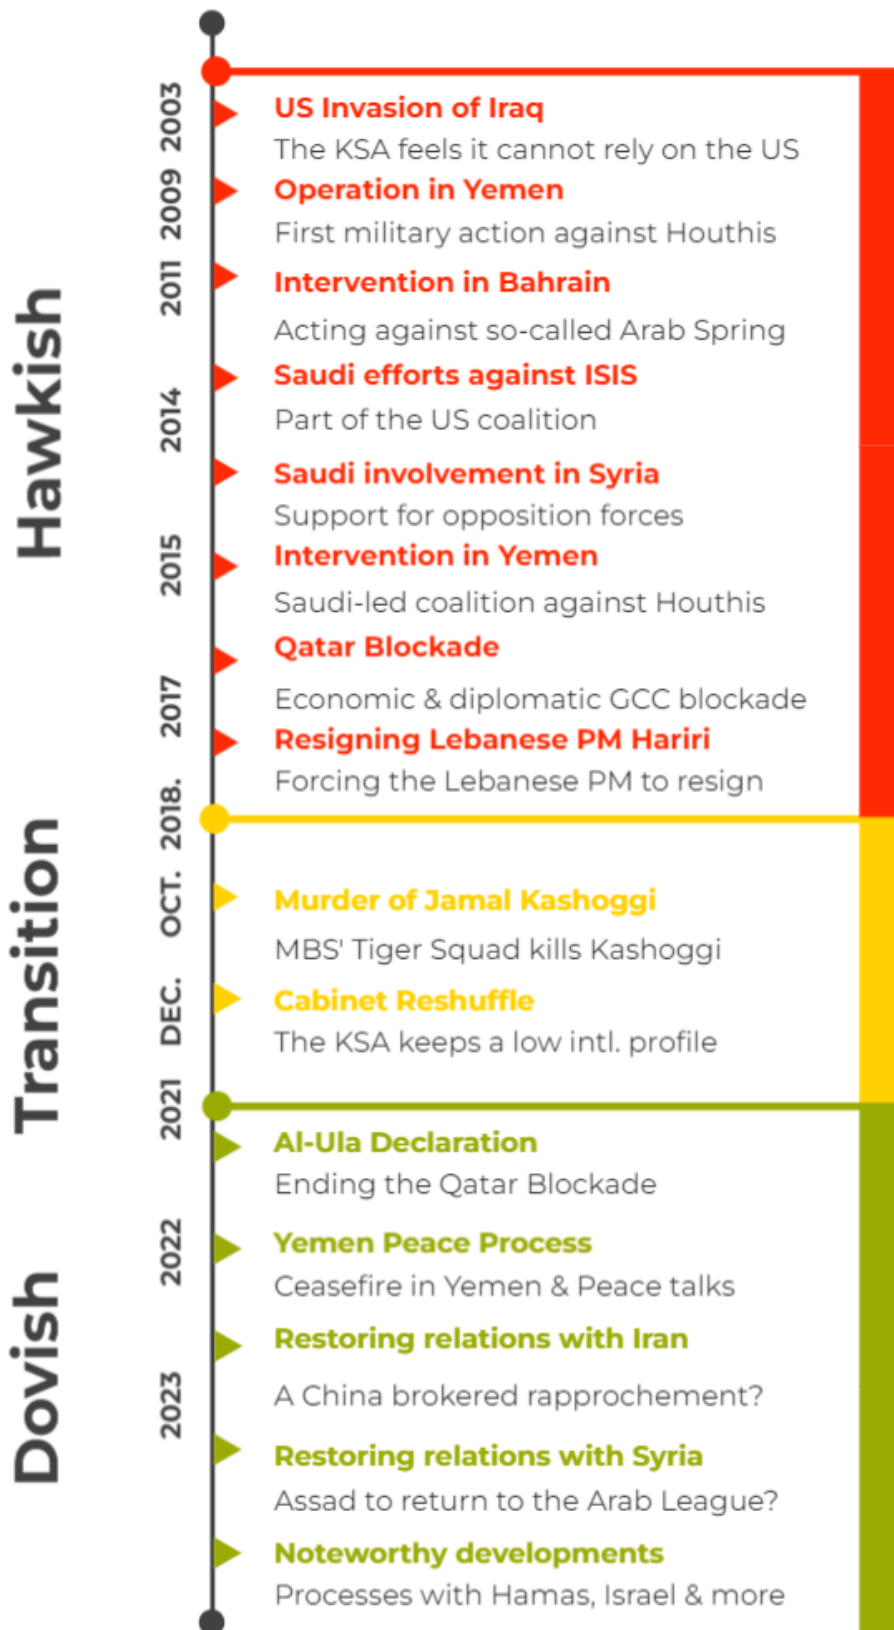 Hawkish
2003
US Invasion of Iraq
The KSA feels it cannot rely on the US
2009
Operation in Yemen
First military action against Houthis
2011
Intervention in Bahrain
Acting against so-called Arab Spring
2014
Saudi efforts against ISIS
Part of the US coalition
Saudi involvement in Syria
Support for opposition forces
2015
Intervention in Yemen
Saudi-led coalition against Houthis
2017
Qatar Blockade
Economic & diplomatic GCC blockade
Resigning Lebanese PM Hariri
Forcing the Lebanese PM to resign
Transition
2018.
OCT.
Murder of Jamal Kashoggi
MBS' Tiger Squad kills Kashoggi
DEC.
Cabinet Reshuffle
The KSA keeps a low intl. profile
Dovish
2021
Al-Ula Declaration
Ending the Qatar Blockade
2022
Yemen Peace Process
Ceasefire in Yemen & Peace talks
2023
Restoring relations with Iran
A China brokered rapprochement?
Restoring relations with Syria
Assad to return to the Arab League?
Noteworthy developments
Processes with Hamas, Israel & more